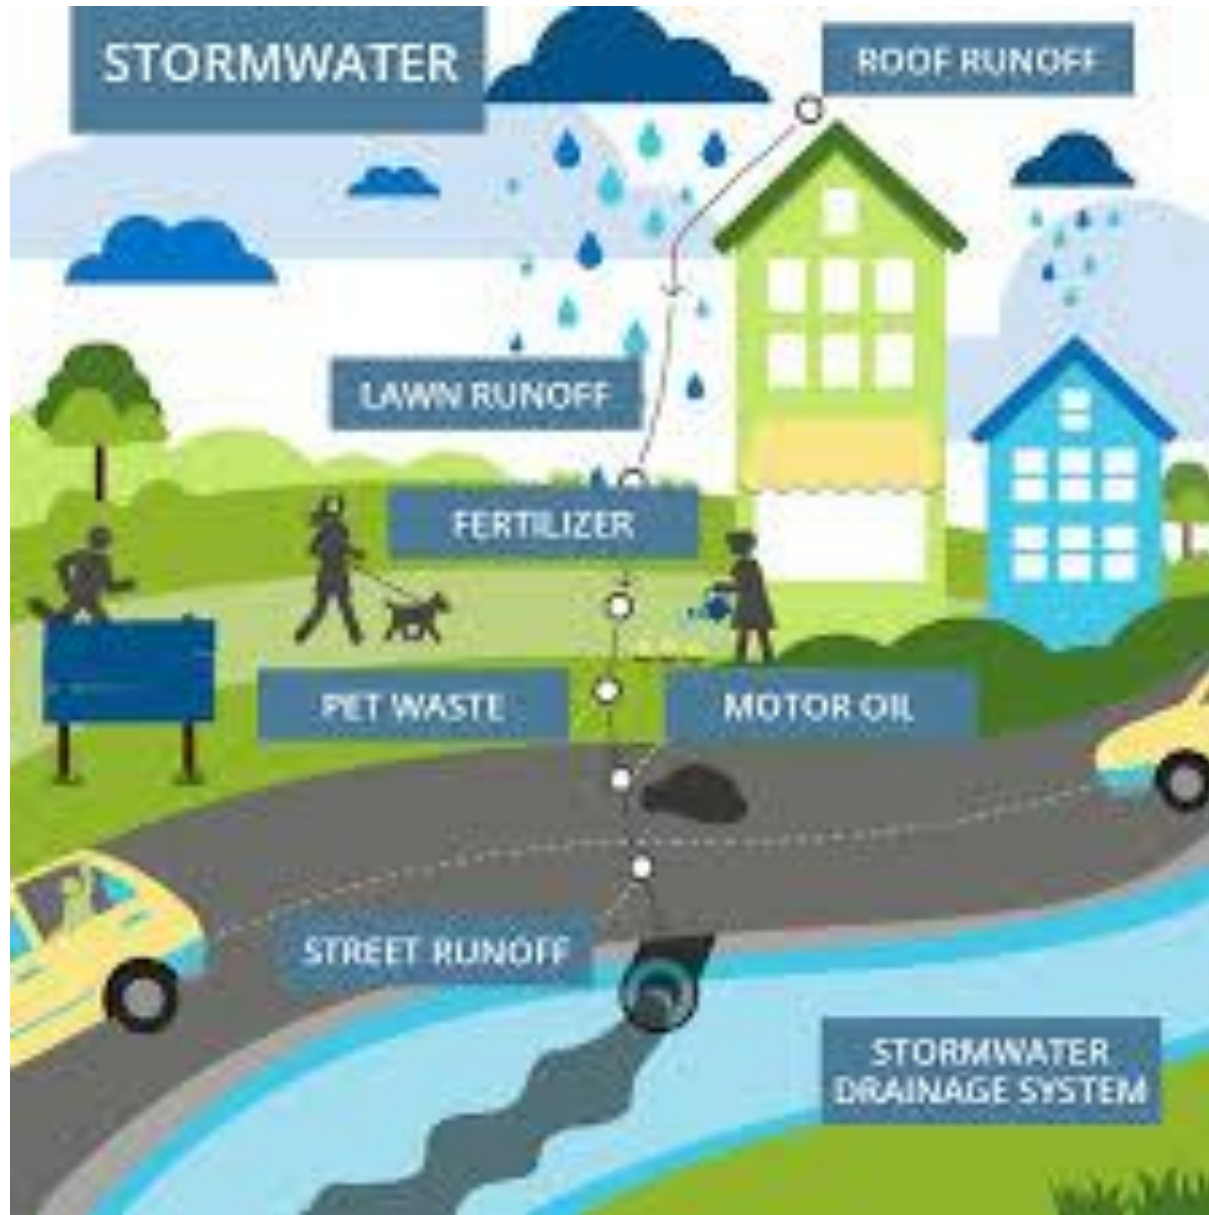 STORMWATER
ROOF RUNOFF
LAWN RUNOFF
FERTILIZER
PET WASTE
MOTOR OIL
STREET RUNOFF
STORMWATER
DRAINAGE SYSTEM